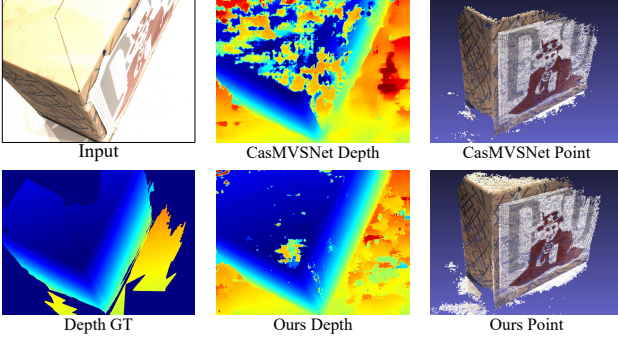 Input
CasMVSNet Depth
CasMVSNet Point
Depth GT
Ours Depth
Ours Point